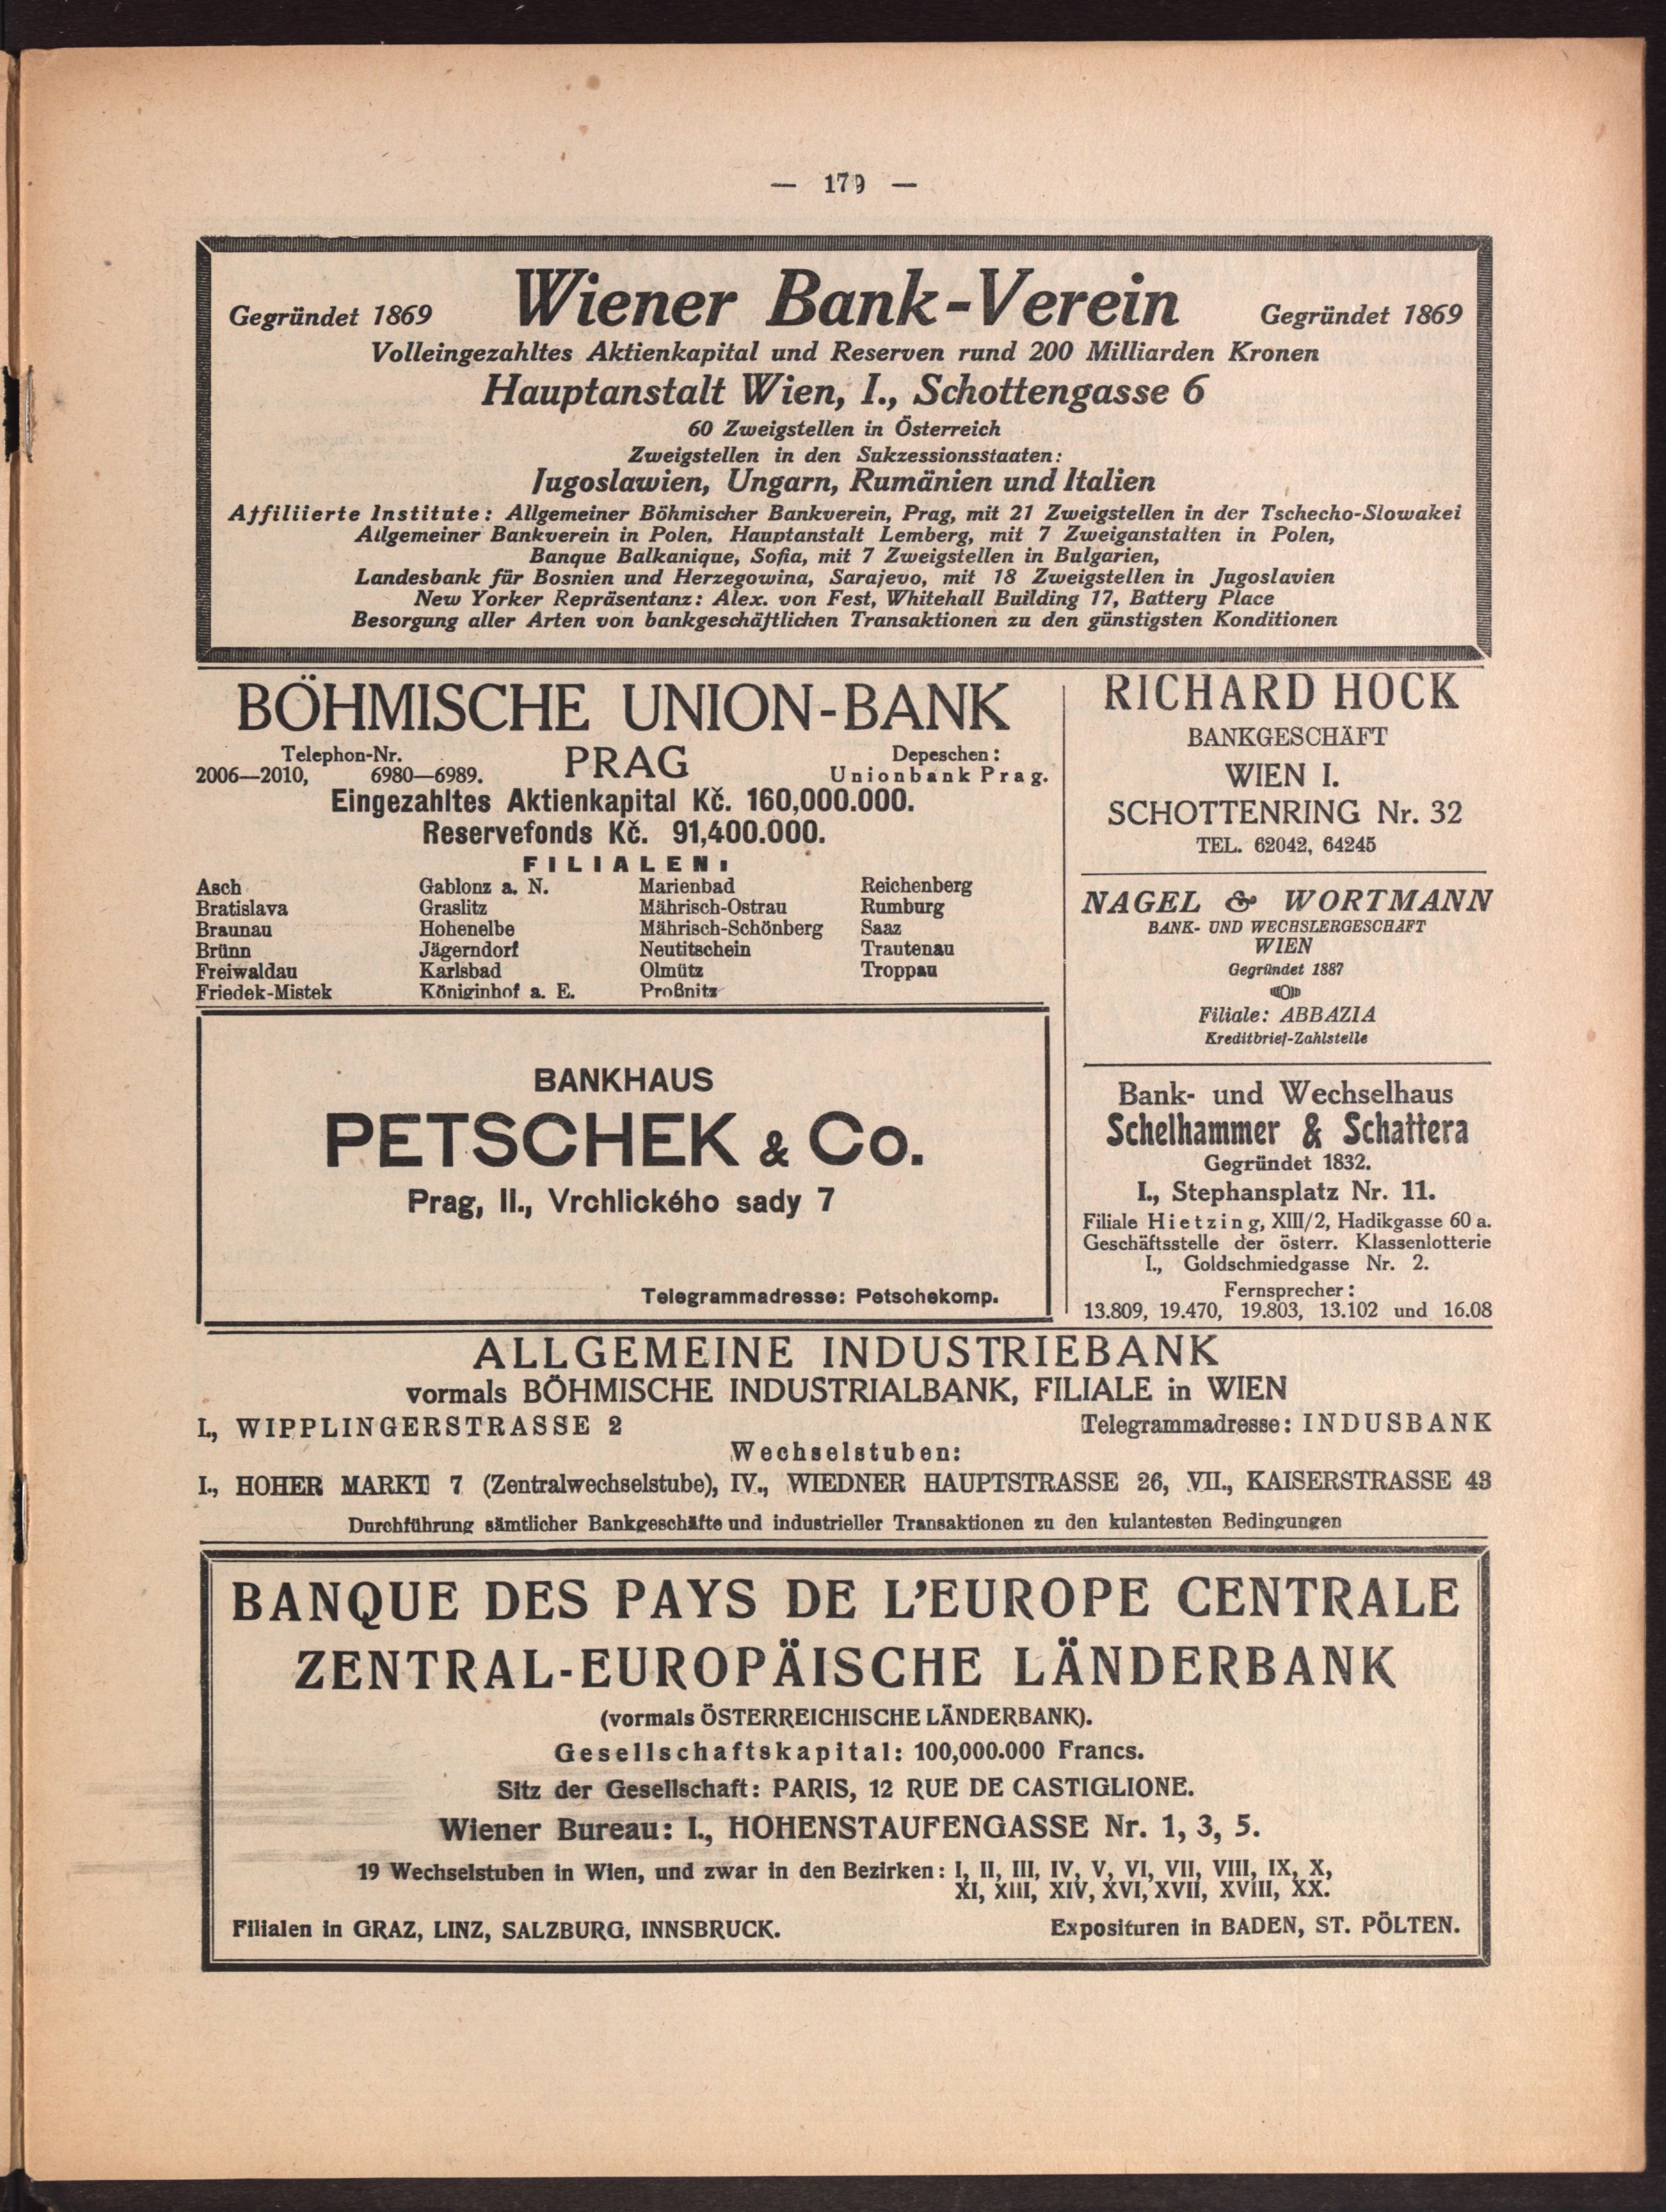 — 179 —
Gegründet 1869 Wiener Bank-Verein Gegründet 1869
Volleingezahltes Aktienkapital und Reserven rund 200 Milliarden Kronen
Hauptanstalt Wien, I., Schottengasse 6
60 Zweigstellen in Österreich
Zweigstellen in den Sukzessionsstaaten:
Jugoslawien, Ungarn, Rumänien und Italien
Affiliierte Institute: Allgemeiner Böhmischer Bankverein, Prag, mit 21 Zweigstellen in der Tschecho-Slowakei
Allgemeiner Bankverein in Polen, Hauptanstalt Lemberg, mit 7 Zweiganstalten in Polen,
Banque Balkanique, Sofia, mit 7 Zweigstellen in Bulgarien,
Landesbank für Bosnien und Herzegowina, Sarajevo, mit 18 Zweigstellen in Jugoslavien
New Yorker Repräsentanz: Alex. von Fest, Whitehall Building 17, Battery Place
Besorgung aller Arten von bankgeschäftlichen Transaktionen zu den günstigsten Konditionen
BÖHMISCHE UNION-BANK
Telephon-Nr. PRAG Depeschen:
2006—2010, 6980—6989. Unionbank Prag.
Eingezahltes Aktienkapital Kč. 160,000.000.
Reservefonds Kč. 91,400.000.
FILIALEN:
Asch Gablonz a. N. Marienbad Reichenberg
Bratislava Graslitz Mährisch-Ostrau Rumburg
Braunau Hohenelbe Mährisch-Schönberg Saaz
Brünn Jägerndorf Neutitschein Trautenau
Freiwaldau Karlsbad Olmütz Troppau
Friedek-Mistek Königinhof a. E. Proßnitz
BANKHAUS
PETSCHEK & Co.
Prag, II., Vrchlického sady 7
Telegrammadresse: Petschekomp.
RICHARD HOCK
BANKGESCHÄFT
WIEN I.
SCHOTTENRING Nr. 32
TEL. 62042, 64245
NAGEL & WORTMANN
BANK- UND WECHSLERGESCHÄFT
WIEN
Gegründet 1887
Filiale: ABBAZIA
Kreditbrief-Zahlstelle
Bank- und Wechselhaus
Schelhammer & Schattera
Gegründet 1832.
I., Stephansplatz Nr. 11.
Filiale Hietzing, XIII/2, Hadikgasse 60 a.
Geschäftsstelle der österr. Klassenlotterie
I., Goldschmiedgasse Nr. 2.
Fernsprecher:
13.809, 19.470, 19.803, 13.102 und 16.08
ALLGEMEINE INDUSTRIEBANK
vormals BÖHMISCHE INDUSTRIALBANK, FILIALE in WIEN
I., WIPPLINGERSTRASSE 2 Telegrammadresse: INDUSBANK
Wechselstuben:
I., HOHER MARKT 7 (Zentralwechselstube), IV., WIEDNER HAUPTSTRASSE 26, VII., KAISERSTRASSE 43
Durchführung sämtlicher Bankgeschäfte und industrieller Transaktionen zu den kulantesten Bedingungen
BANQUE DES PAYS DE L'EUROPE CENTRALE
ZENTRAL-EUROPÄISCHE LÄNDERBANK
(vormals ÖSTERREICHISCHE LÄNDERBANK).
Gesellschaftskapital: 100,000.000 Francs.
Sitz der Gesellschaft: PARIS, 12 RUE DE CASTIGLIONE.
Wiener Bureau: I., HOHENSTAUFENGASSE Nr. 1, 3, 5.
19 Wechselstuben in Wien, und zwar in den Bezirken: I, II, III, IV, V, VI, VII, VIII, IX, X,
XI, XIII, XIV, XVI, XVII, XVIII, XX.
Filialen in GRAZ, LINZ, SALZBURG, INNSBRUCK. Exposituren in BADEN, ST. PÖLTEN.